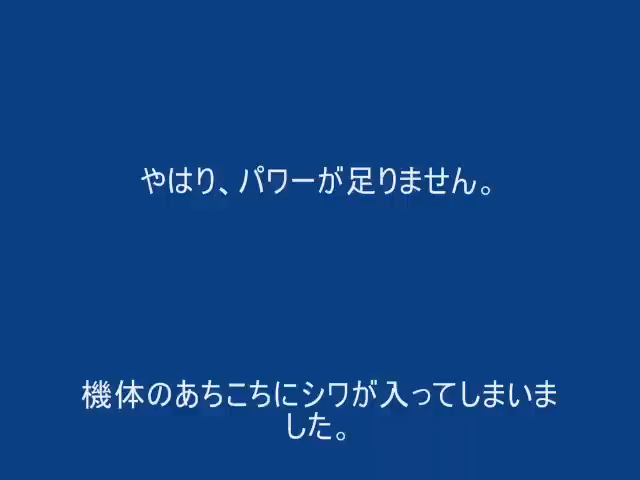 やはり、パワーが足りません。
機体のあちこちにシワが入ってしまいま
した。